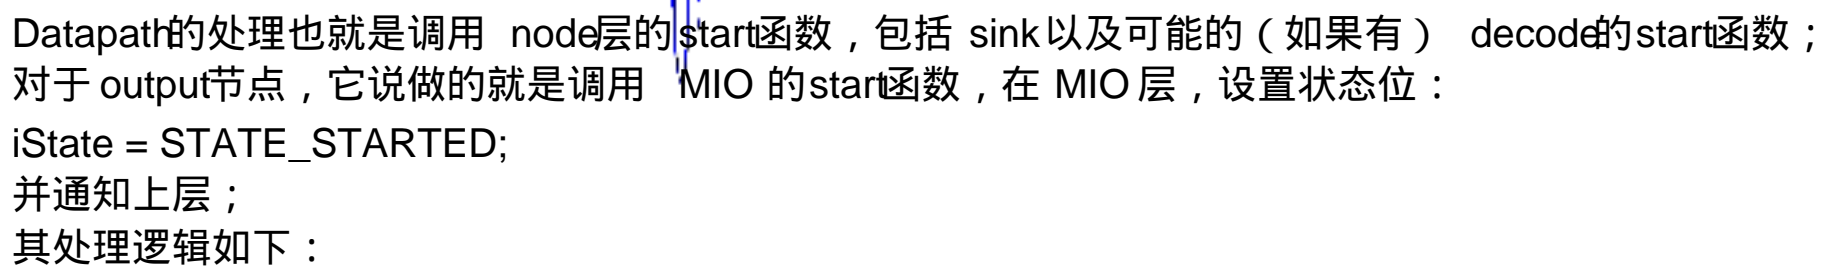 Datapath的处理也就是调用 node层的start函数，包括 sink以及可能的（如果有） decode的start函数；
对于 output节点，它说做的就是调用 MIO 的start函数，在 MIO 层，设置状态位：
iState = STATE_STARTED;
并通知上层；
其处理逻辑如下：